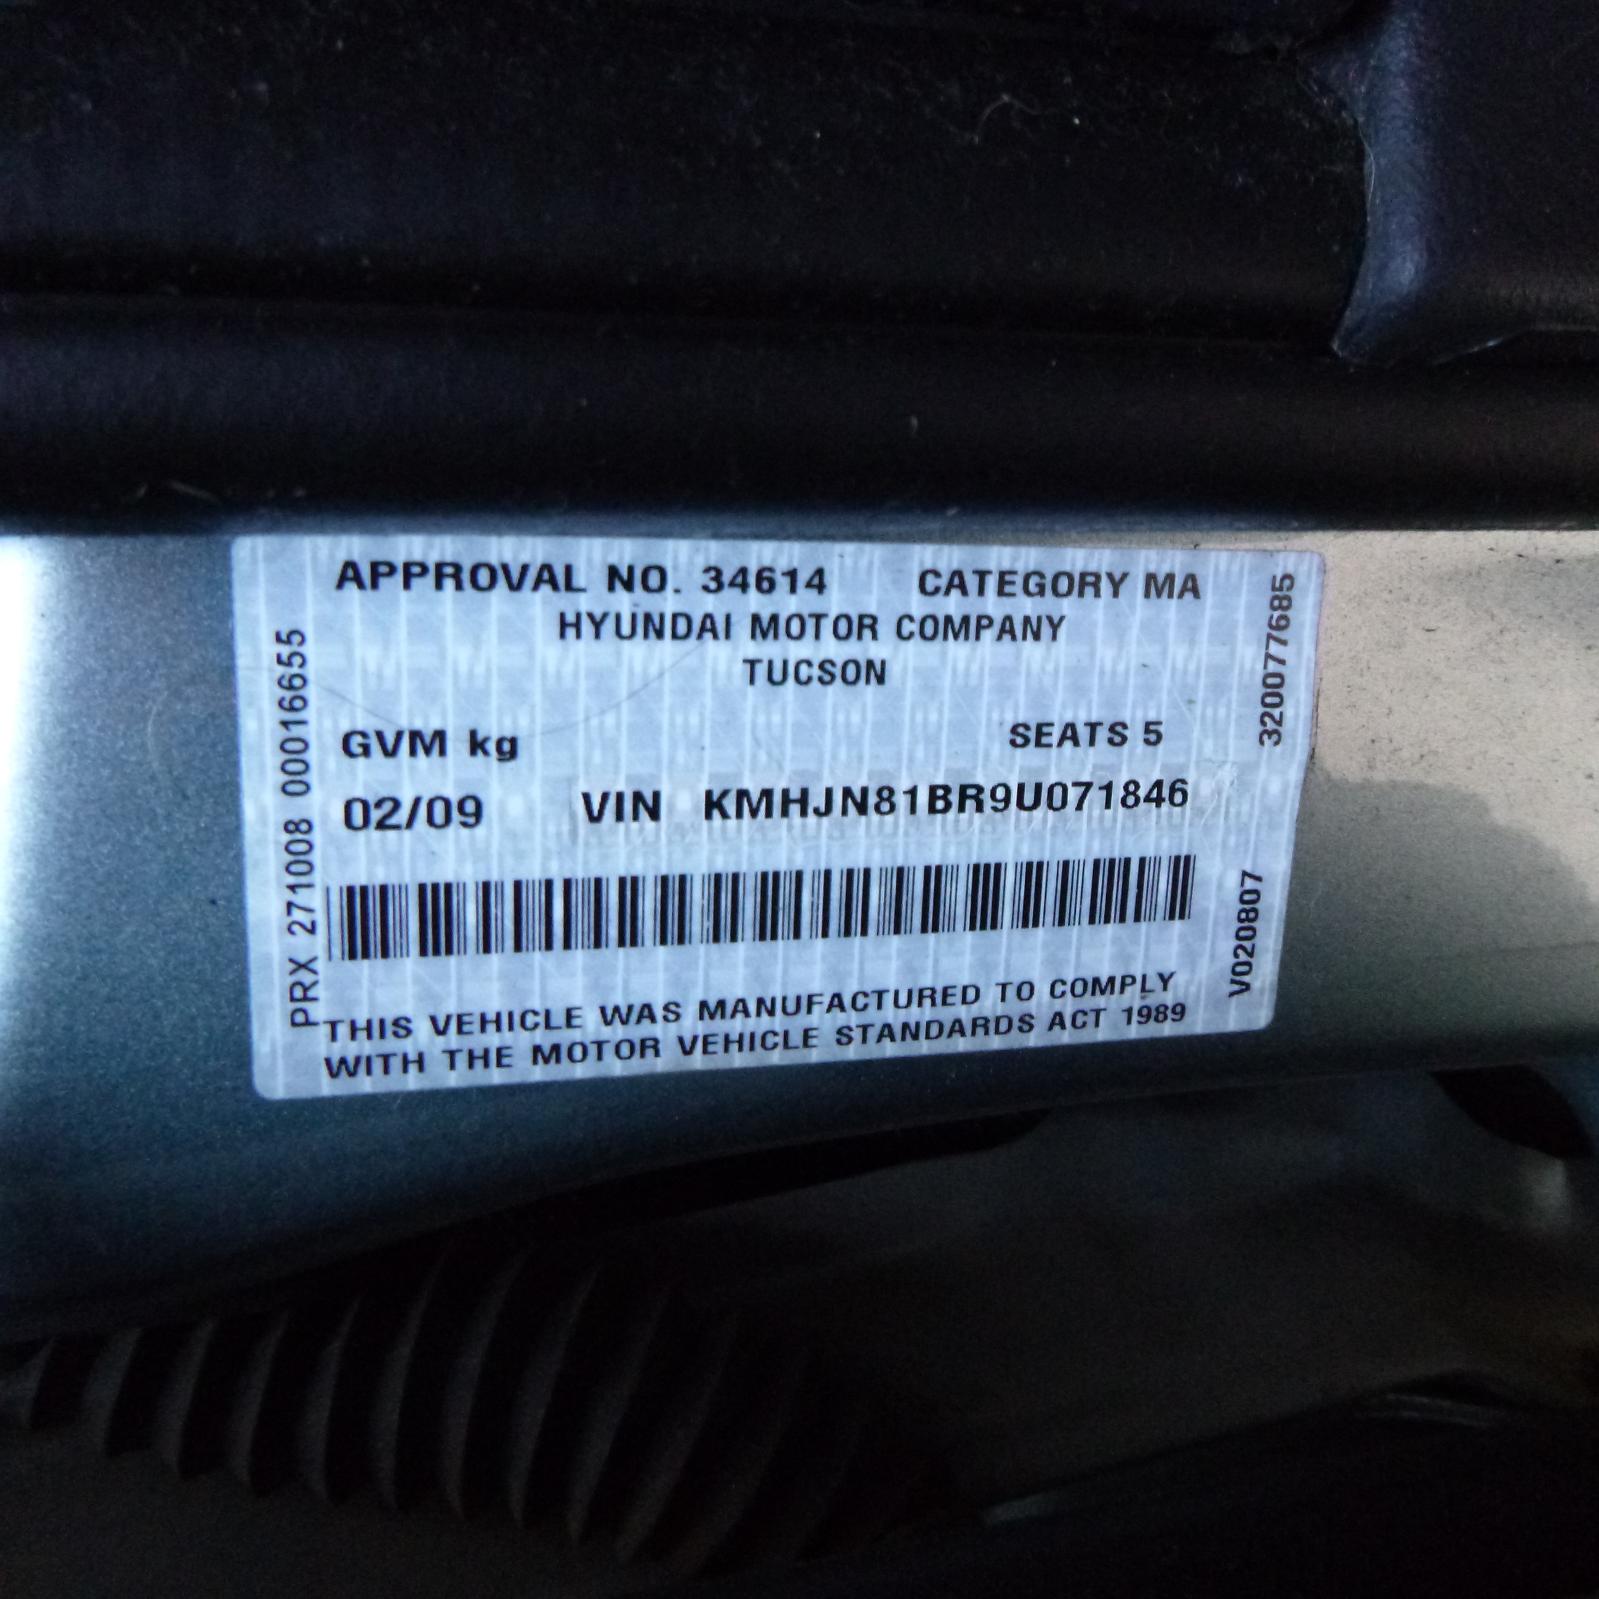 APPROVAL NO. 34614 CATEGORY MA
HYUNDAI MOTOR COMPANY
TUCSON
GVM kg SEATS 5
02/09 VIN KMHJN81BR9U071846
THIS VEHICLE WAS MANUFACTURED TO COMPLY
WITH THE MOTOR VEHICLE STANDARDS ACT 1989
PRX 271008 00016655
320077685
V020807